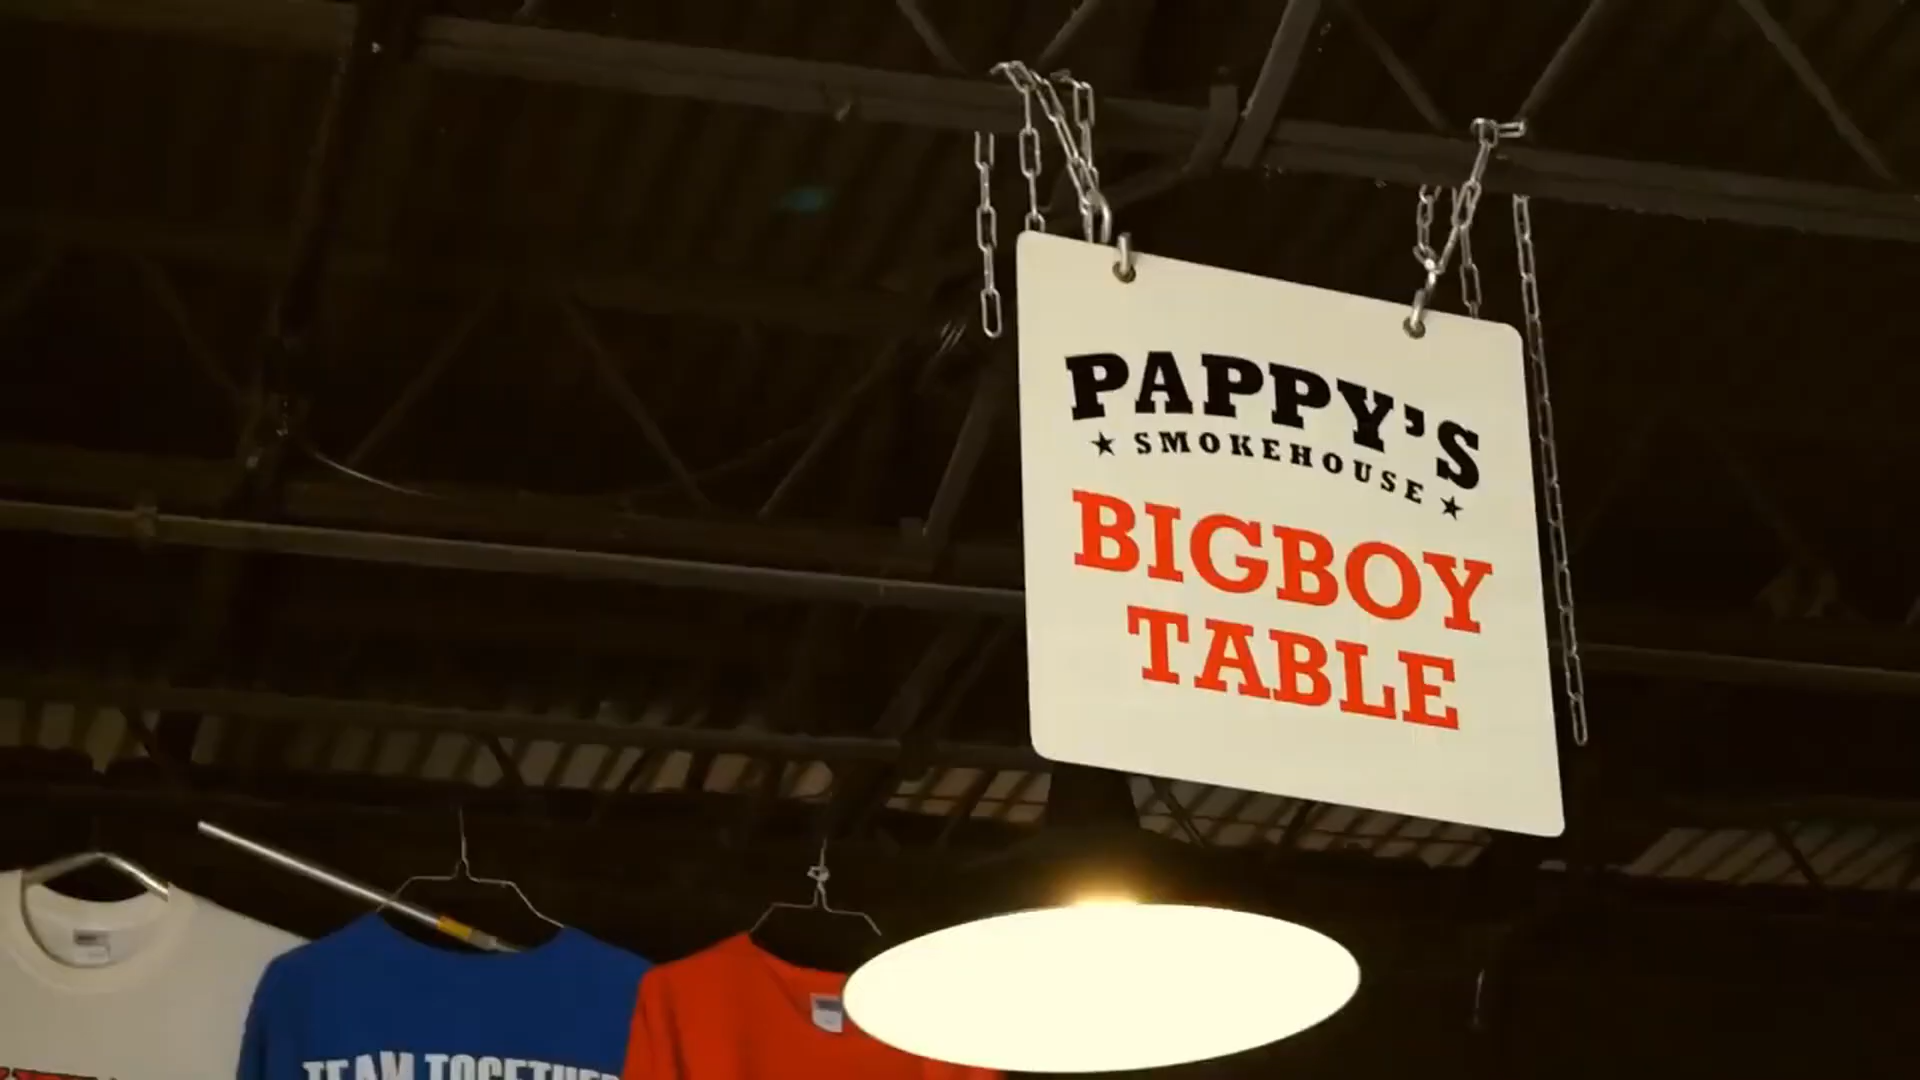 PAPPY'S
★ SMOKEHOUSE ★
BIGBOY
TABLE
TEAM TOGETHER